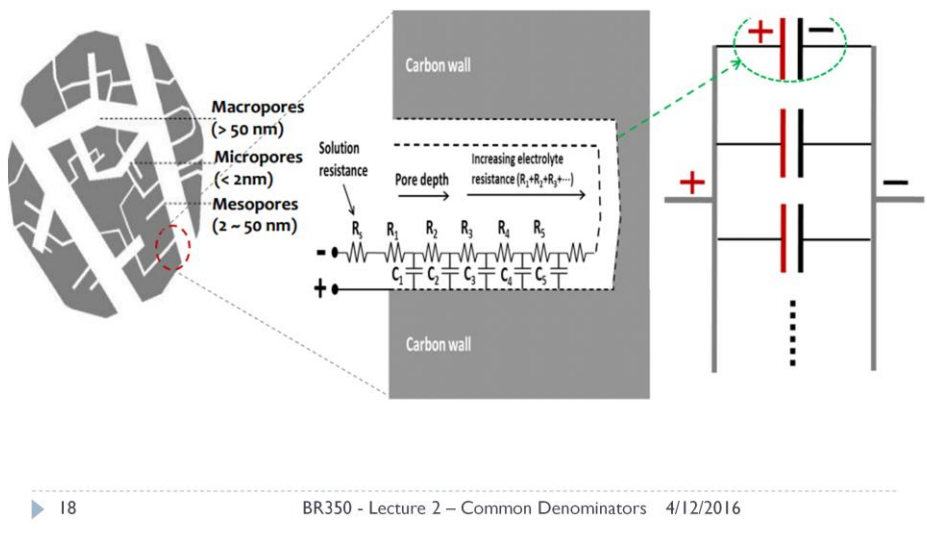 Macropores
(> 50 nm)
Micropores
(< 2nm)
Mesopores
(2 ~ 50 nm)
Carbon wall
Solution
resistance
Pore depth
Increasing electrolyte
resistance (R₁+R₂+R₃+···)
Rₛ R₁ R₂ R₃ R₄ R₅
-
C₁ C₂ C₃ C₄ C₅
+
Carbon wall
+ −
+ −
18 BR350 - Lecture 2 – Common Denominators 4/12/2016